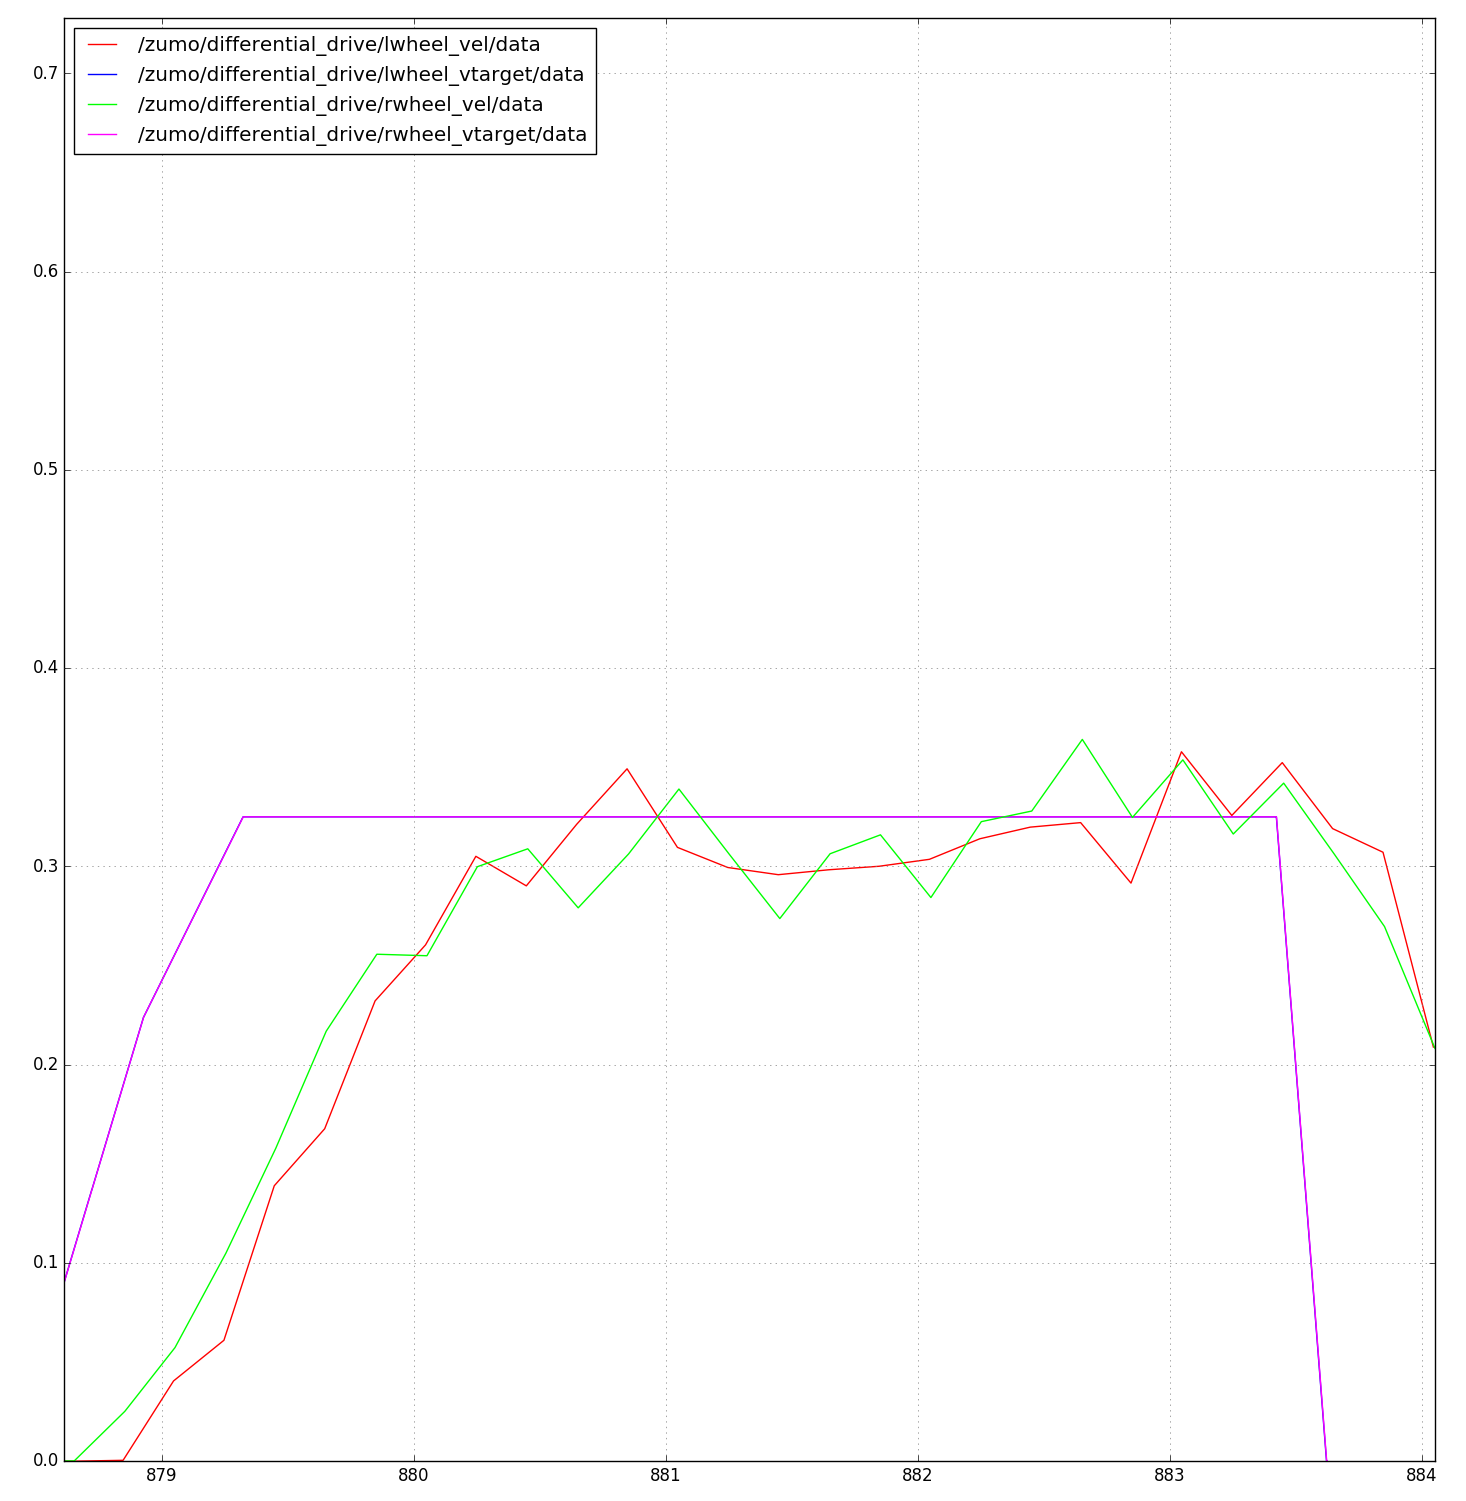 /zumo/differential_drive/lwheel_vel/data
/zumo/differential_drive/lwheel_vtarget/data
/zumo/differential_drive/rwheel_vel/data
/zumo/differential_drive/rwheel_vtarget/data
0.7
0.6
0.5
0.4
0.3
0.2
0.1
0.0
879 880 881 882 883 884